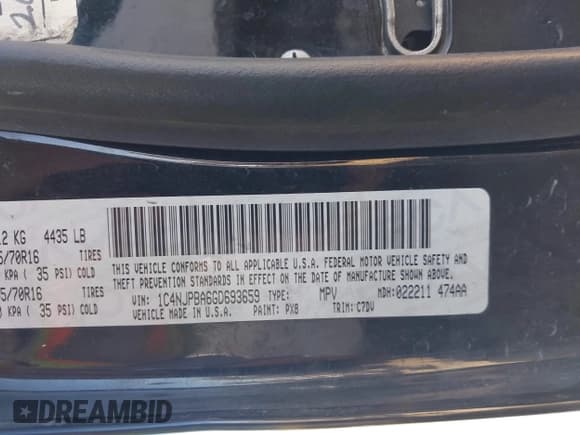 12 KG 4435 LB
5/70R16 TIRES
KPA ( 35 PSI) COLD
5/70R16 TIRES
0 KPA ( 35 PSI) COLD
THIS VEHICLE CONFORMS TO ALL APPLICABLE U.S.A. FEDERAL MOTOR VEHICLE SAFETY/
THEFT PREVENTION STANDARDS IN EFFECT ON THE DATE OF MANUFACTURE SHOWN ABOVE.
VIN: 1C4NJPBA6GD693659 TYPE: MPV MDH: 022211 474AA
VEHICLE MADE IN U.S.A. PAINT: PX8 TRIM: C7DV
DREAMBID